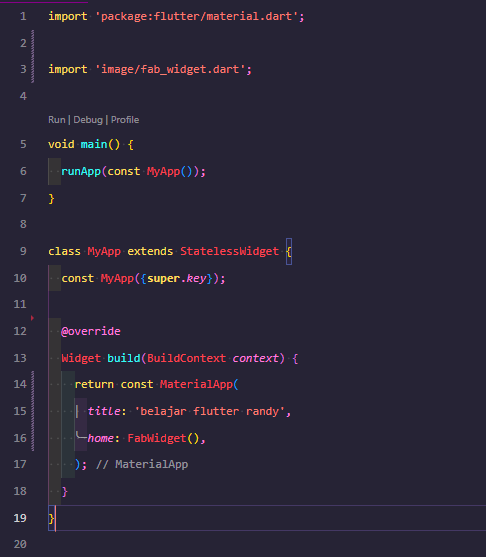 1 import 'package:flutter/material.dart';
2
3 import 'image/fab_widget.dart';
4
Run | Debug | Profile
5 void main() {
6 runApp(const MyApp());
7 }
8
9 class MyApp extends StatelessWidget {
10 const MyApp({super.key});
11
12 @override
13 Widget build(BuildContext context) {
14 return const MaterialApp(
15 title: 'belajar flutter randy',
16 home: FabWidget(),
17 ); // MaterialApp
18 }
19 }
20